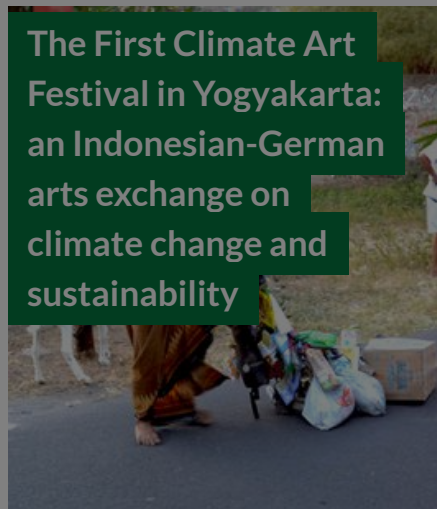 The First Climate Art
Festival in Yogyakarta:
an Indonesian-German
arts exchange on
climate change and
sustainability